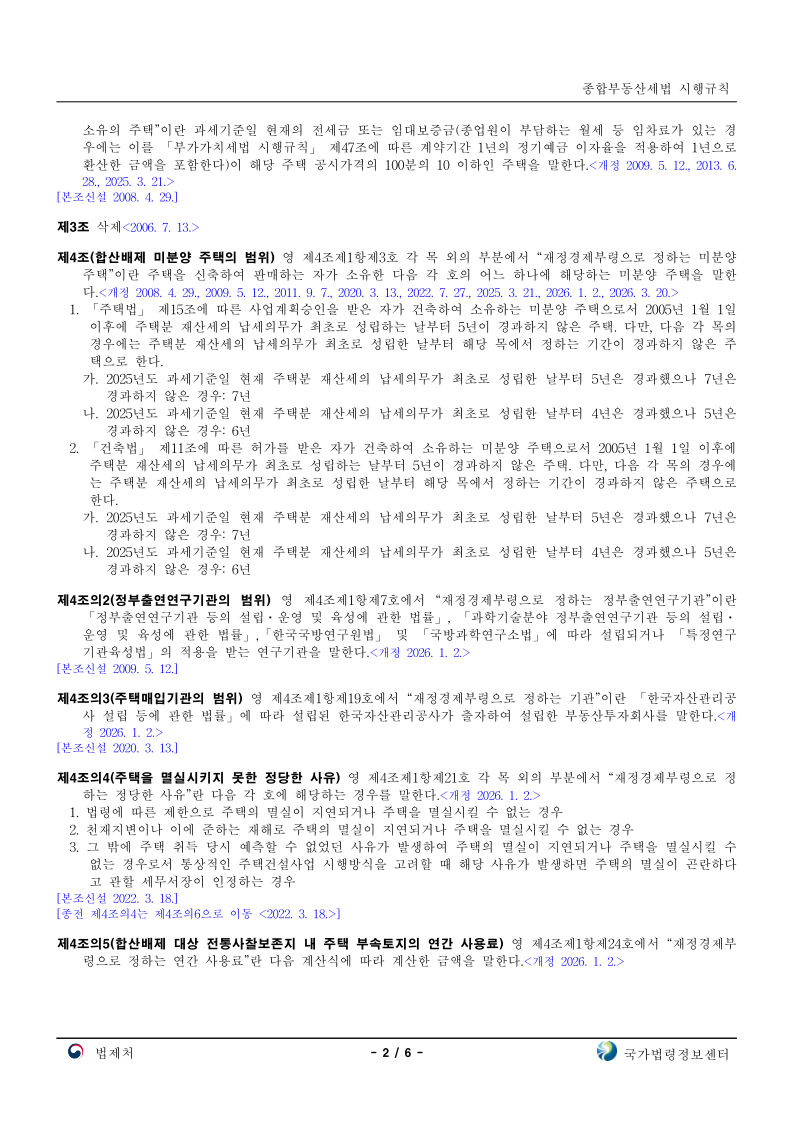 종합부동산세법 시행규칙
소유의 주택”이란 과세기준일 현재의 전세금 또는 임대보증금(종업원이 부담하는 월세 등 임차료가 있는 경
우에는 이를 「부가가치세법 시행규칙」 제47조에 따른 계약기간 1년의 정기예금 이자율을 적용하여 1년으로
환산한 금액을 포함한다)이 해당 주택 공시가격의 100분의 10 이하인 주택을 말한다.<개정 2009. 5. 12., 2013. 6.
28., 2025. 3. 21.>
[본조신설 2008. 4. 29.]
제3조 삭제<2006. 7. 13.>
제4조(합산배제 미분양 주택의 범위) 영 제4조제1항제3호 각 목 외의 부분에서 “재정경제부령으로 정하는 미분양
주택”이란 주택을 신축하여 판매하는 자가 소유한 다음 각 호의 어느 하나에 해당하는 미분양 주택을 말한
다.<개정 2008. 4. 29., 2009. 5. 12., 2011. 9. 7., 2020. 3. 13., 2022. 7. 27., 2025. 3. 21., 2026. 1. 2., 2026. 3. 20.>
1. 「주택법」 제15조에 따른 사업계획승인을 받은 자가 건축하여 소유하는 미분양 주택으로서 2005년 1월 1일
이후에 주택분 재산세의 납세의무가 최초로 성립하는 날부터 5년이 경과하지 않은 주택. 다만, 다음 각 목의
경우에는 주택분 재산세의 납세의무가 최초로 성립한 날부터 해당 목에서 정하는 기간이 경과하지 않은 주
택으로 한다.
가. 2025년도 과세기준일 현재 주택분 재산세의 납세의무가 최초로 성립한 날부터 5년은 경과했으나 7년은
경과하지 않은 경우: 7년
나. 2025년도 과세기준일 현재 주택분 재산세의 납세의무가 최초로 성립한 날부터 4년은 경과했으나 5년은
경과하지 않은 경우: 6년
2. 「건축법」 제11조에 따른 허가를 받은 자가 건축하여 소유하는 미분양 주택으로서 2005년 1월 1일 이후에
주택분 재산세의 납세의무가 최초로 성립하는 날부터 5년이 경과하지 않은 주택. 다만, 다음 각 목의 경우에
는 주택분 재산세의 납세의무가 최초로 성립한 날부터 해당 목에서 정하는 기간이 경과하지 않은 주택으로
한다.
가. 2025년도 과세기준일 현재 주택분 재산세의 납세의무가 최초로 성립한 날부터 5년은 경과했으나 7년은
경과하지 않은 경우: 7년
나. 2025년도 과세기준일 현재 주택분 재산세의 납세의무가 최초로 성립한 날부터 4년은 경과했으나 5년은
경과하지 않은 경우: 6년
제4조의2(정부출연연구기관의 범위) 영 제4조제1항제7호에서 “재정경제부령으로 정하는 정부출연연구기관”이란
「정부출연연구기관 등의 설립ㆍ운영 및 육성에 관한 법률」, 「과학기술분야 정부출연연구기관 등의 설립ㆍ
운영 및 육성에 관한 법률」,「한국국방연구원법」 및 「국방과학연구소법」에 따라 설립되거나 「특정연구
기관육성법」의 적용을 받는 연구기관을 말한다.<개정 2026. 1. 2.>
[본조신설 2009. 5. 12.]
제4조의3(주택매입기관의 범위) 영 제4조제1항제19호에서 “재정경제부령으로 정하는 기관”이란 「한국자산관리공
사 설립 등에 관한 법률」에 따라 설립된 한국자산관리공사가 출자하여 설립한 부동산투자회사를 말한다.<개
정 2026. 1. 2.>
[본조신설 2020. 3. 13.]
제4조의4(주택을 멸실시키지 못한 정당한 사유) 영 제4조제1항제21호 각 목 외의 부분에서 “재정경제부령으로 정
하는 정당한 사유”란 다음 각 호에 해당하는 경우를 말한다.<개정 2026. 1. 2.>
1. 법령에 따른 제한으로 주택의 멸실이 지연되거나 주택을 멸실시킬 수 없는 경우
2. 천재지변이나 이에 준하는 재해로 주택의 멸실이 지연되거나 주택을 멸실시킬 수 없는 경우
3. 그 밖에 주택 취득 당시 예측할 수 없었던 사유가 발생하여 주택의 멸실이 지연되거나 주택을 멸실시킬 수
없는 경우로서 통상적인 주택건설사업 시행방식을 고려할 때 해당 사유가 발생하면 주택의 멸실이 곤란하다
고 관할 세무서장이 인정하는 경우
[본조신설 2022. 3. 18.]
[종전 제4조의4는 제4조의6으로 이동 <2022. 3. 18.>]
제4조의5(합산배제 대상 전통사찰보존지 내 주택 부속토지의 연간 사용료) 영 제4조제1항제24호에서 “재정경제부
령으로 정하는 연간 사용료”란 다음 계산식에 따라 계산한 금액을 말한다.<개정 2026. 1. 2.>
법제처
- 2 / 6 -
국가법령정보센터